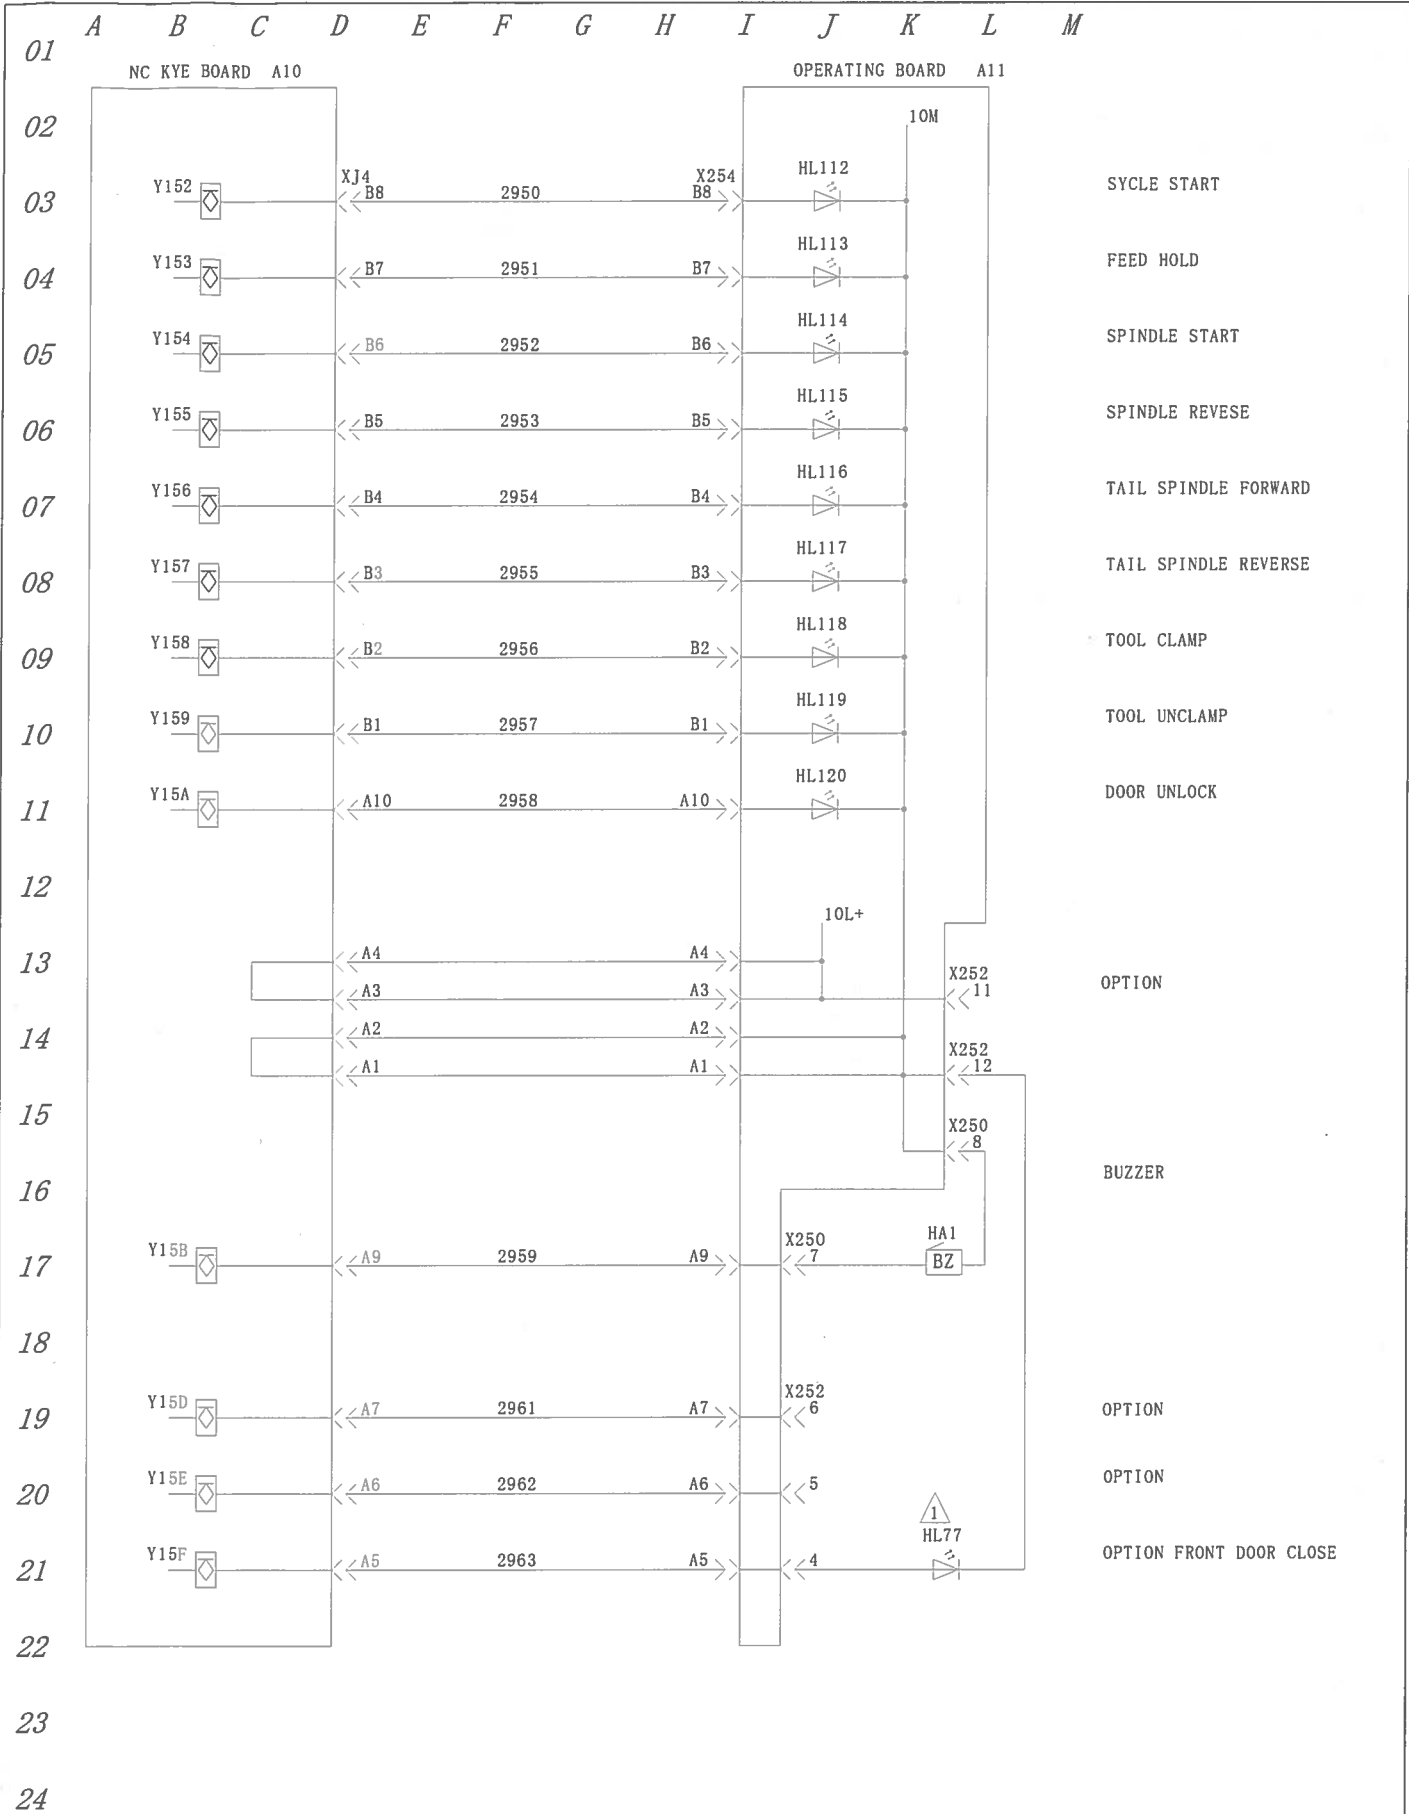 A B C D E F G H I J K L M
01
NC KYE BOARD A10 OPERATING BOARD A11
02 10M
03 Y152 XJ4 B8 2950 X254 B8 HL112 SYCLE START
04 Y153 B7 2951 B7 HL113 FEED HOLD
05 Y154 B6 2952 B6 HL114 SPINDLE START
06 Y155 B5 2953 B5 HL115 SPINDLE REVESE
07 Y156 B4 2954 B4 HL116 TAIL SPINDLE FORWARD
08 Y157 B3 2955 B3 HL117 TAIL SPINDLE REVERSE
09 Y158 B2 2956 B2 HL118 TOOL CLAMP
10 Y159 B1 2957 B1 HL119 TOOL UNCLAMP
11 Y15A A10 2958 A10 HL120 DOOR UNLOCK
12
10L+
13 A4 A4
A3 A3 X252 11 OPTION
14 A2 A2
A1 A1 X252 12
15
X250 8
16 BUZZER
17 Y15B A9 2959 A9 X250 7 HA1 BZ
18
19 Y15D A7 2961 A7 X252 6 OPTION
20 Y15E A6 2962 A6 5 OPTION
1
21 Y15F A5 2963 A5 4 HL77 OPTION FRONT DOOR CLOSE
22
23
24